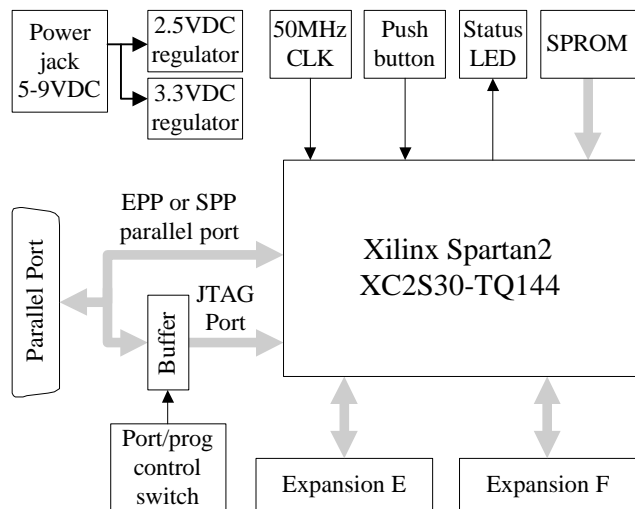 Power
jack
5-9VDC
2.5VDC
regulator
3.3VDC
regulator
50MHz
CLK
Push
button
Status
LED
SPROM
EPP or SPP
parallel port
Parallel Port
JTAG
Port
Buffer
Xilinx Spartan2
XC2S30-TQ144
Port/prog
control
switch
Expansion E
Expansion F